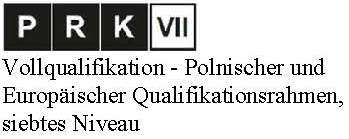 P R K VII
Vollqualifikation - Polnischer und
Europäischer Qualifikationsrahmen,
siebtes Niveau